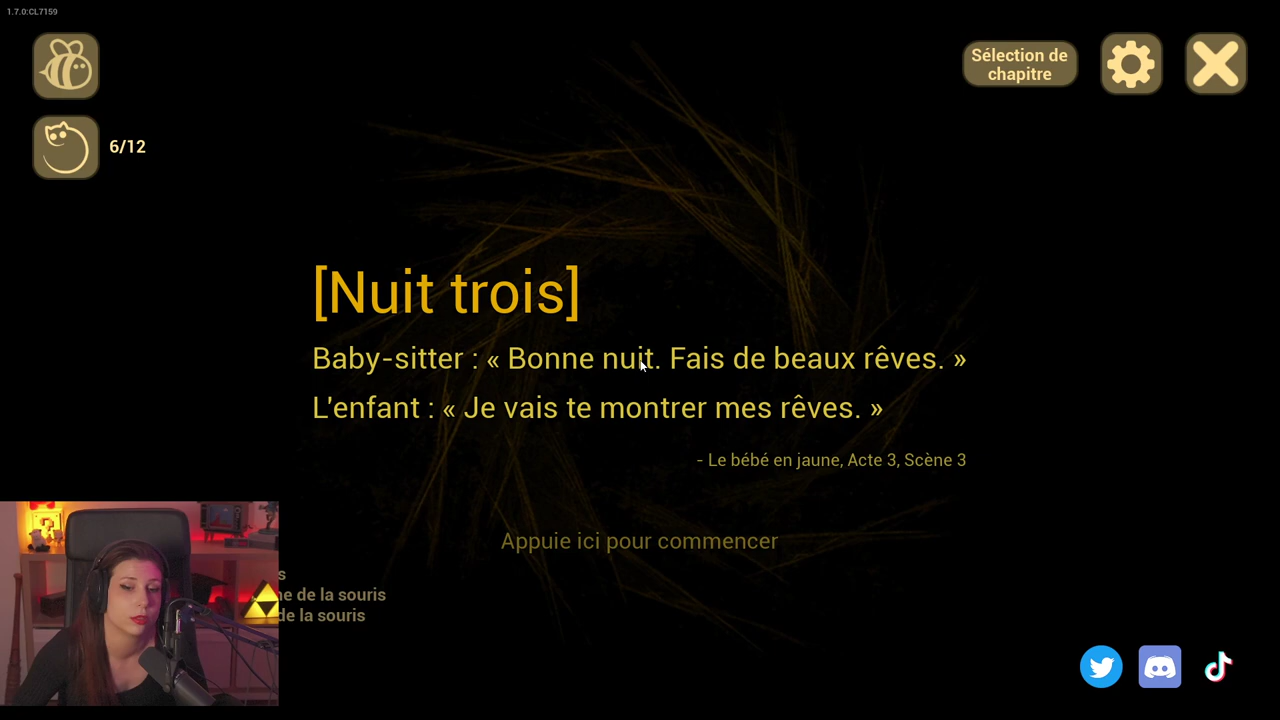 1.7.0:CL7159
Sélection de
chapitre
6/12
[Nuit trois]
Baby-sitter : « Bonne nuit. Fais de beaux rêves. »
L'enfant : « Je vais te montrer mes rêves. »
- Le bébé en jaune, Acte 3, Scène 3
Appuie ici pour commencer
de la souris
de la souris